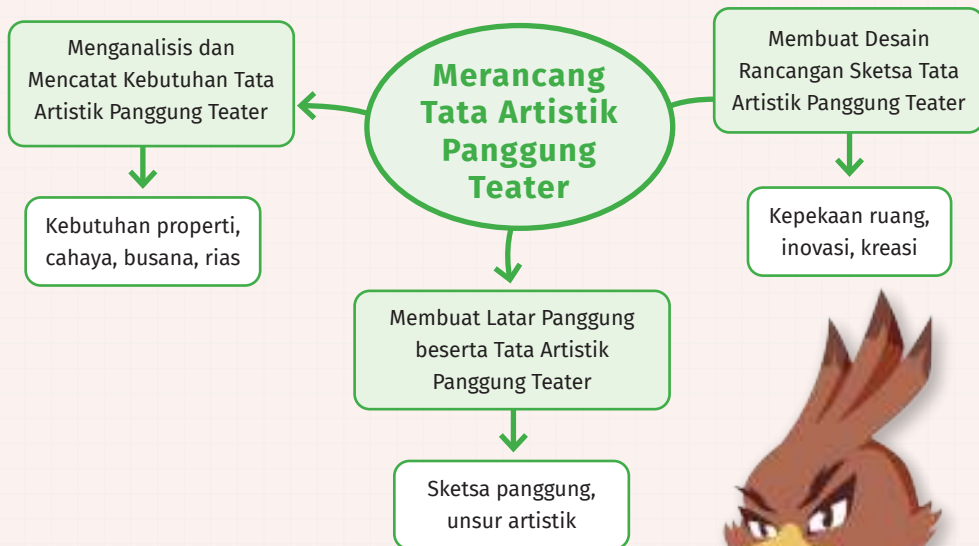 Merancang
Tata Artistik
Panggung
Teater
Menganalisis dan
Mencatat Kebutuhan Tata
Artistik Panggung Teater
Kebutuhan properti,
cahaya, busana, rias
Membuat Latar Panggung
beserta Tata Artistik
Panggung Teater
Sketsa panggung,
unsur artistik
Membuat Desain
Rancangan Sketsa Tata
Artistik Panggung Teater
Kepekaan ruang,
inovasi, kreasi